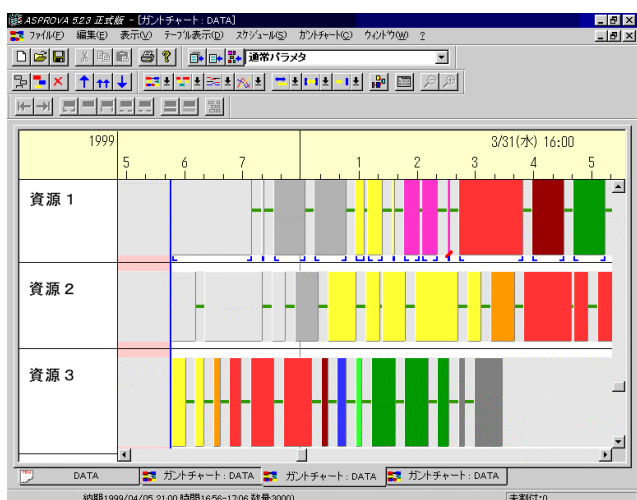 ASPROVA 5.2.3 正式版 - [ガントチャート : DATA]
ファイル(F) 編集(E) 表示(V) テーブル表示(D) スケジュール(S) ガントチャート(C) ウィンドウ(W) ?
通常パラメタ
1999 3/31(水) 16:00
5 6 7 1 2 3 4 5
資源 1
資源 2
資源 3
DATA ガントチャート : DATA ガントチャート : DATA ガントチャート : DATA
納期1999/04/05 21:00 時間16:56-17:06 数量3000) 未割付:0